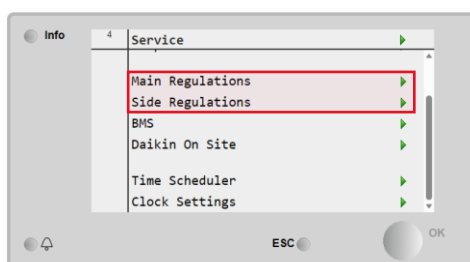 Info
4 Service
Main Regulations
Side Regulations
BMS
Daikin On Site
Time Scheduler
Clock Settings
ESC
OK